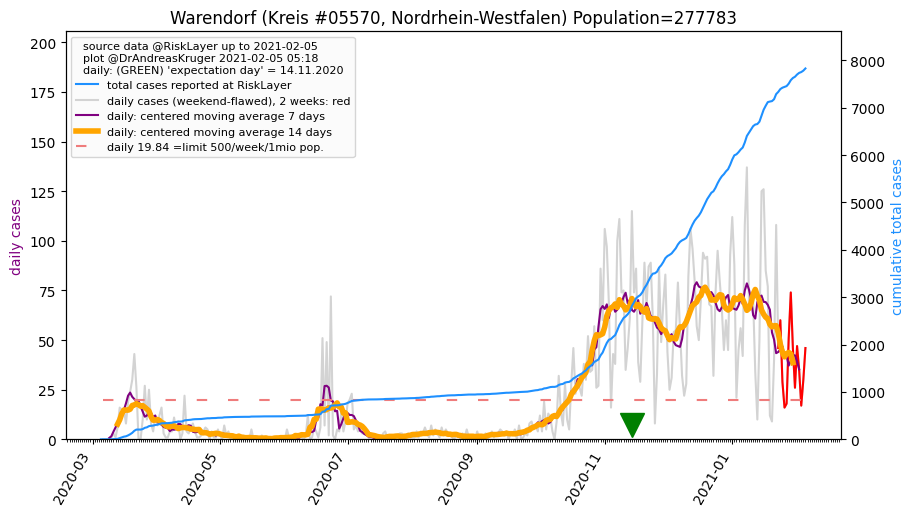 Warendorf (Kreis #05570, Nordrhein-Westfalen) Population=277783
source data @RiskLayer up to 2021-02-05
plot @DrAndreasKruger 2021-02-05 05:18
daily: (GREEN) 'expectation day' = 14.11.2020
total cases reported at RiskLayer
daily cases (weekend-flawed), 2 weeks: red
daily: centered moving average 7 days
daily: centered moving average 14 days
daily 19.84 =limit 500/week/1mio pop.
daily cases
200
175
150
125
100
75
50
25
0
8000
7000
6000
5000
4000
3000
2000
1000
0
cumulative total cases
2020-03
2020-05
2020-07
2020-09
2020-11
2021-01